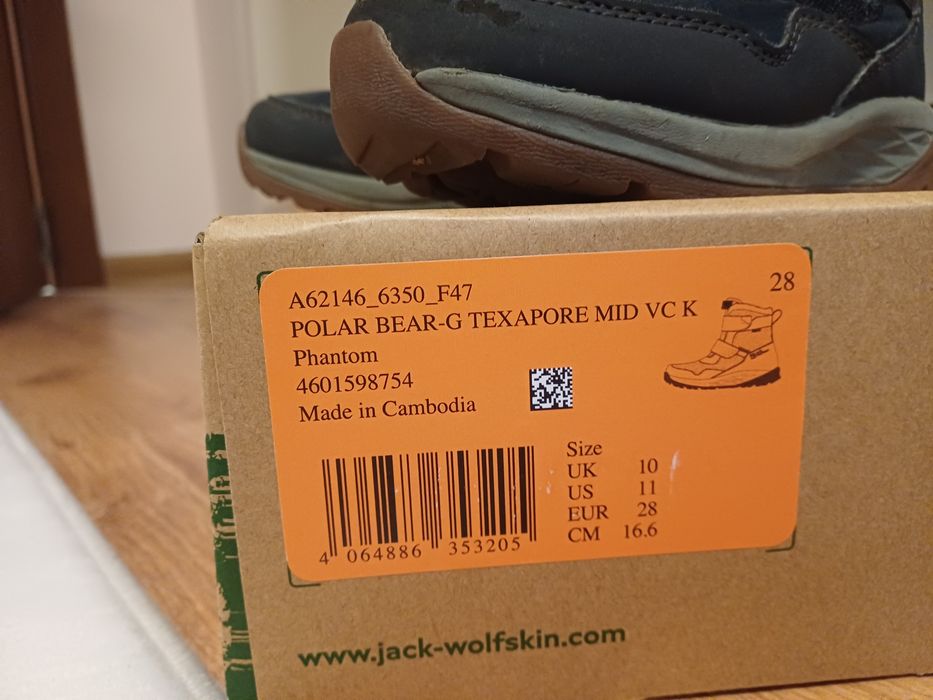 A62146_6350_F47
28
POLAR BEAR-G TEXAPORE MID VC K
Phantom
4601598754
Made in Cambodia
Size
UK 10
US 11
EUR 28
CM 16.6
4 064886 353205
www.jack-wolfskin.com